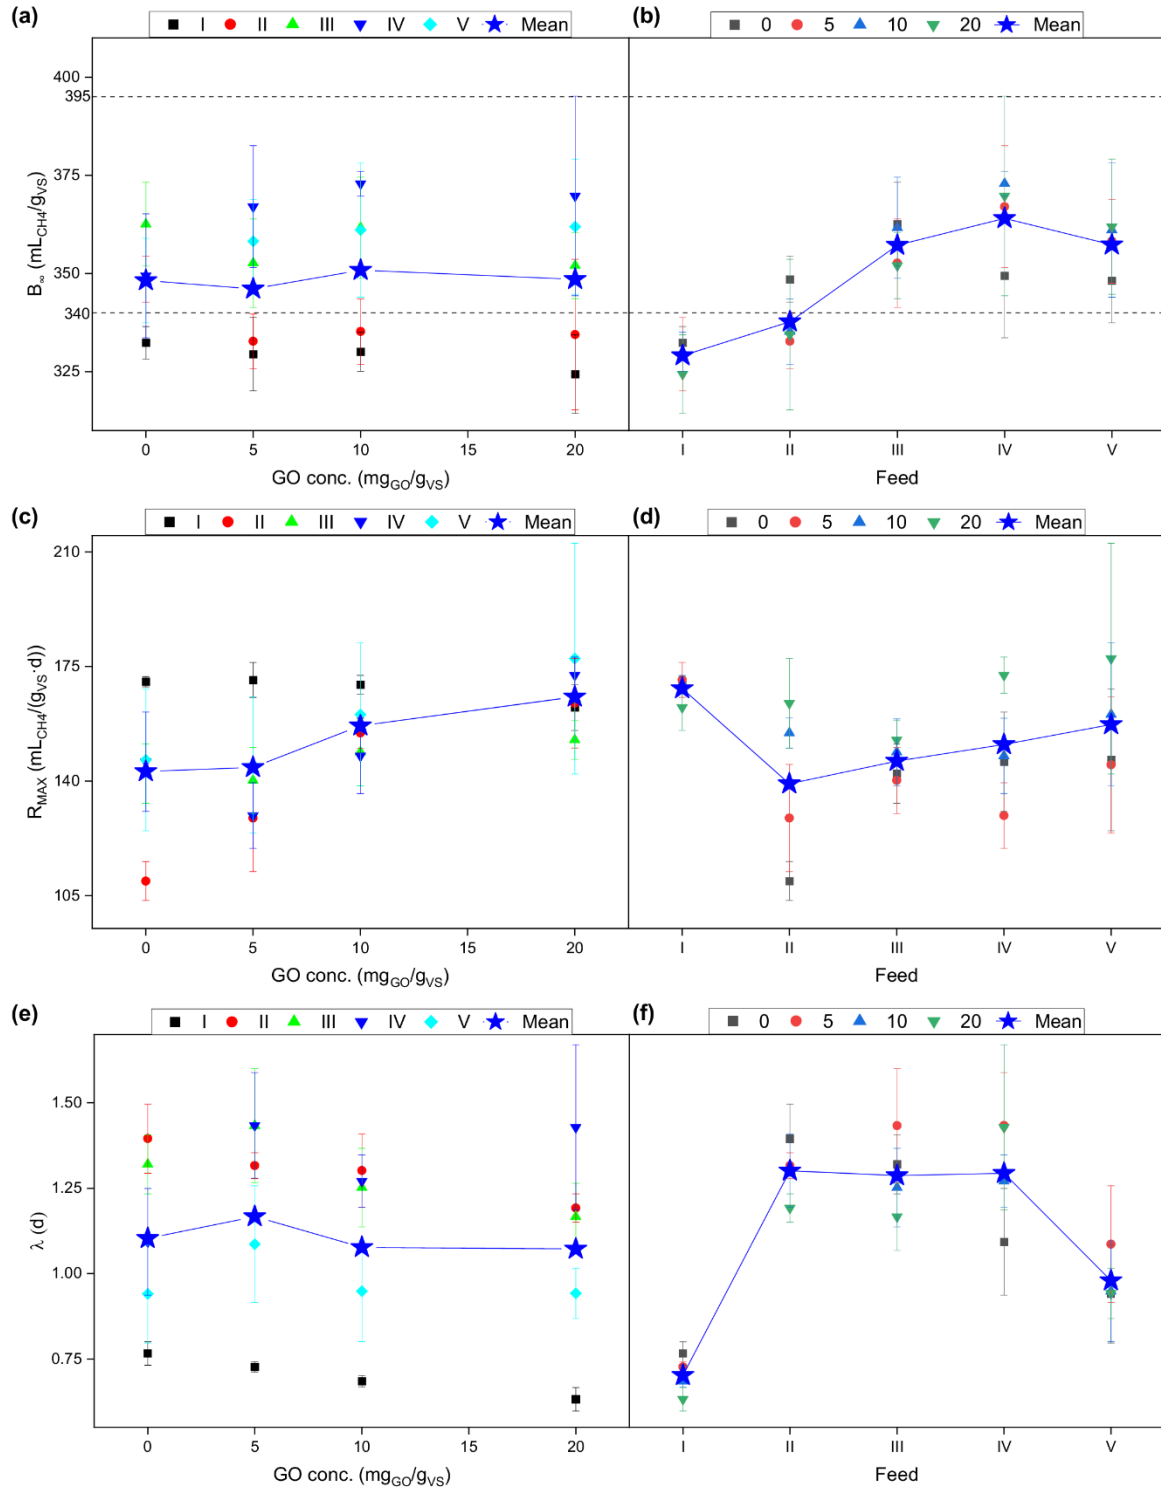 (a) I II III IV V Mean
(b) 0 5 10 20 Mean
B∞ (mLCH4/gVS)
400
395
375
350
340
325
0 5 10 15 20
GO conc. (mgGO/gVS)
I II III IV V
Feed
(c) I II III IV V Mean
(d) 0 5 10 20 Mean
RMAX (mLCH4/(gVS·d))
210
175
140
105
0 5 10 15 20
GO conc. (mgGO/gVS)
I II III IV V
Feed
(e) I II III IV V Mean
(f) 0 5 10 20 Mean
λ (d)
1.50
1.25
1.00
0.75
0 5 10 15 20
GO conc. (mgGO/gVS)
I II III IV V
Feed